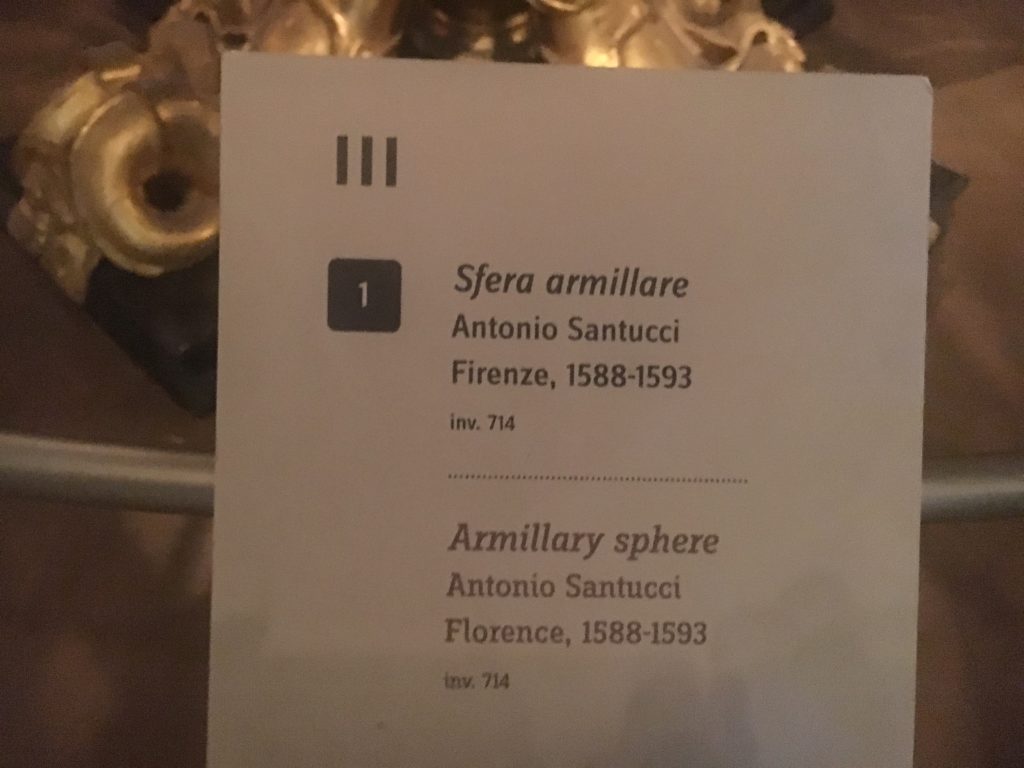 III
1
Sfera armillare
Antonio Santucci
Firenze, 1588-1593
inv. 714
Armillary sphere
Antonio Santucci
Florence, 1588-1593
inv. 714